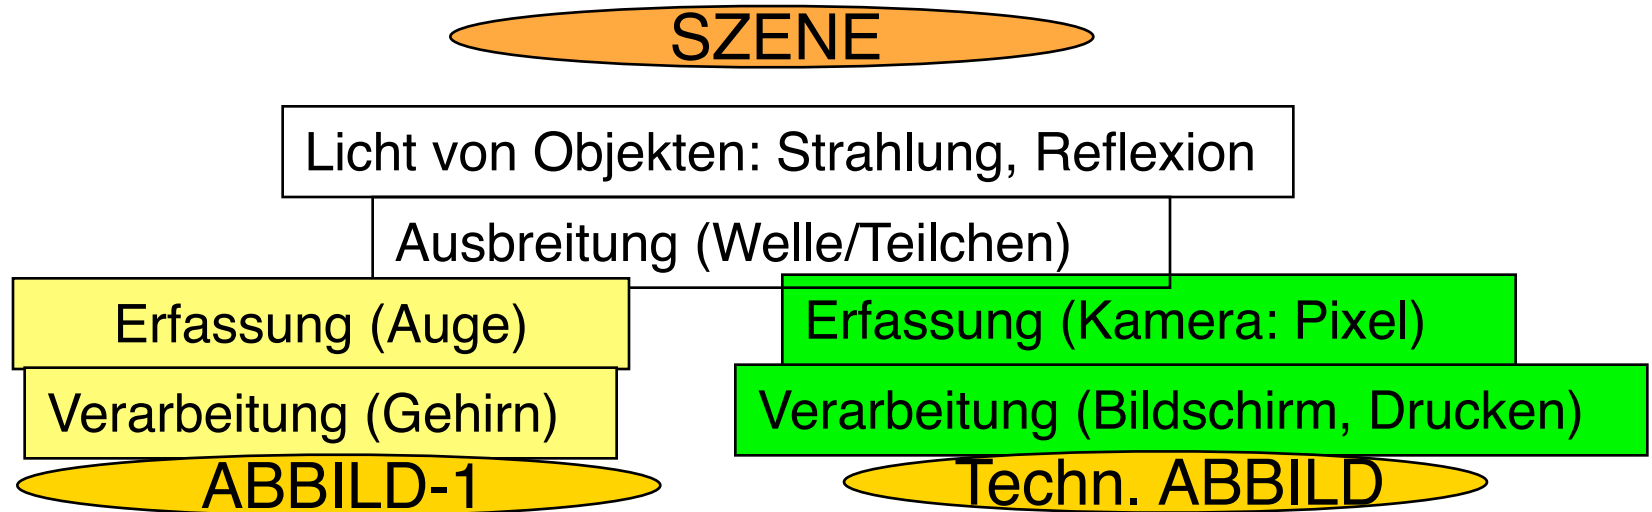 SZENE
Licht von Objekten: Strahlung, Reflexion
Ausbreitung (Welle/Teilchen)
Erfassung (Auge)
Verarbeitung (Gehirn)
ABBILD-1
Erfassung (Kamera: Pixel)
Verarbeitung (Bildschirm, Drucken)
Techn. ABBILD